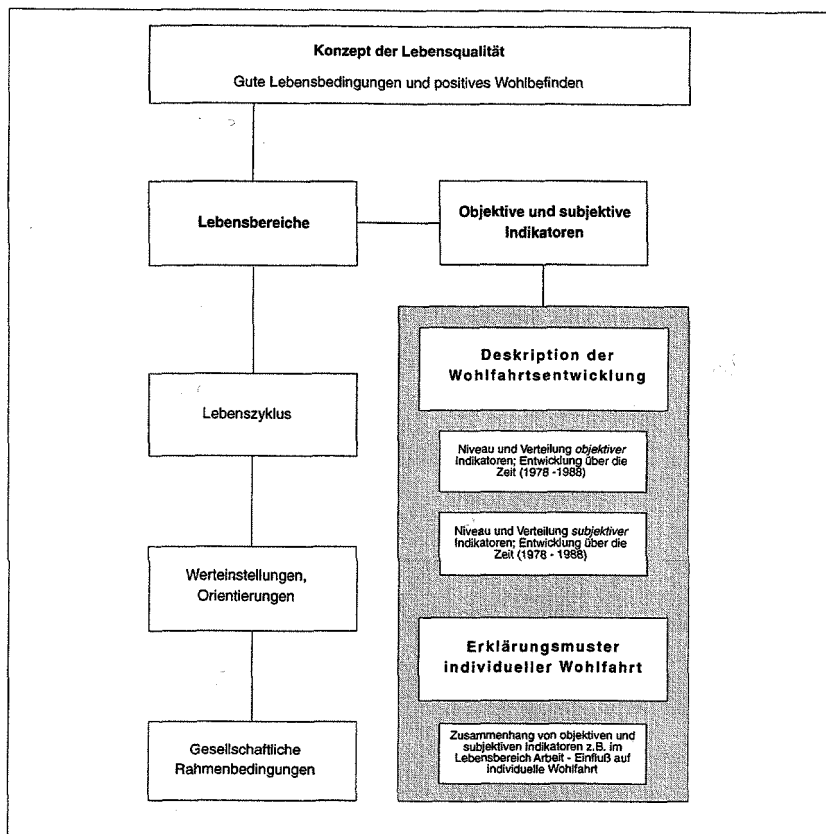 Konzept der Lebensqualität
Gute Lebensbedingungen und positives Wohlbefinden
Lebensbereiche
Objektive und subjektive
Indikatoren
Deskription der
Wohlfahrtsentwicklung
Lebenszyklus
Niveau und Verteilung objektiver
Indikatoren; Entwicklung über die
Zeit (1978 -1988)
Niveau und Verteilung subjektiver
Indikatoren; Entwicklung über die
Zeit (1978 - 1988)
Werteinstellungen,
Orientierungen
Erklärungsmuster
individueller Wohlfahrt
Gesellschaftliche
Rahmenbedingungen
Zusammenhang von objektiven und
subjektiven Indikatoren z.B. im
Lebensbereich Arbeit - Einfluß auf
individuelle Wohlfahrt